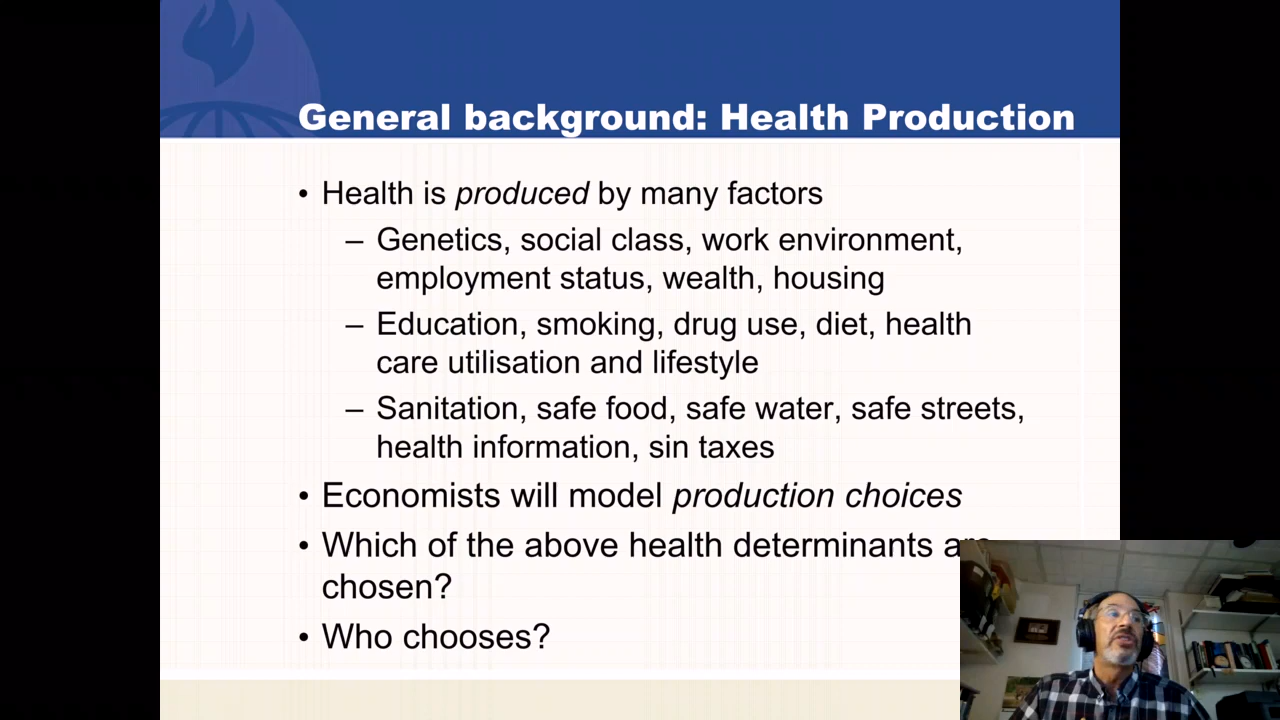 General background: Health Production
• Health is produced by many factors
– Genetics, social class, work environment,
employment status, wealth, housing
– Education, smoking, drug use, diet, health
care utilisation and lifestyle
– Sanitation, safe food, safe water, safe streets,
health information, sin taxes
• Economists will model production choices
• Which of the above health determinants are
chosen?
• Who chooses?